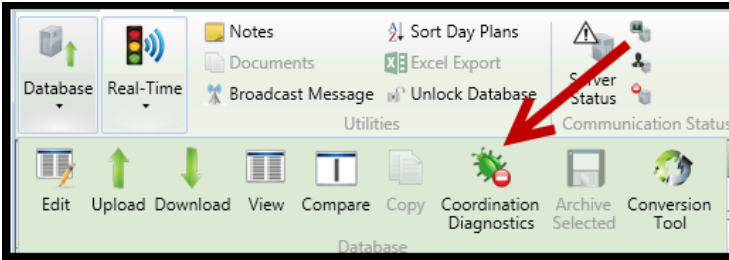 Database
Real-Time
Notes
Documents
Broadcast Message
Sort Day Plans
Excel Export
Unlock Database
Utilities
Server
Status
Communication Status
Edit
Upload
Download
View
Compare
Copy
Coordination
Diagnostics
Archive
Selected
Conversion
Tool
Database